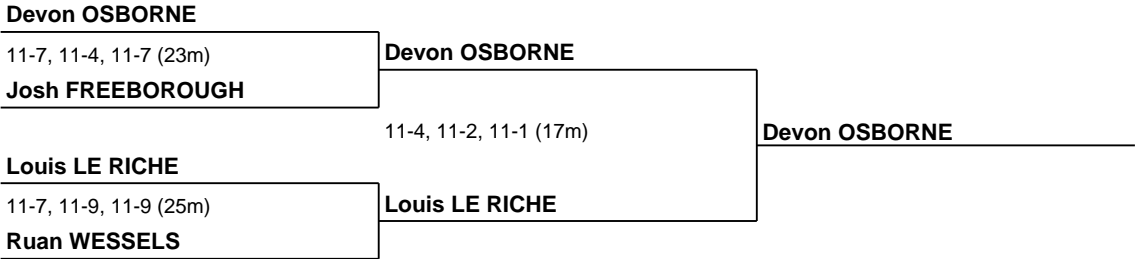 Devon OSBORNE
11-7, 11-4, 11-7 (23m)
Devon OSBORNE
Josh FREEBOROUGH
11-4, 11-2, 11-1 (17m)
Devon OSBORNE
Louis LE RICHE
11-7, 11-9, 11-9 (25m)
Louis LE RICHE
Ruan WESSELS